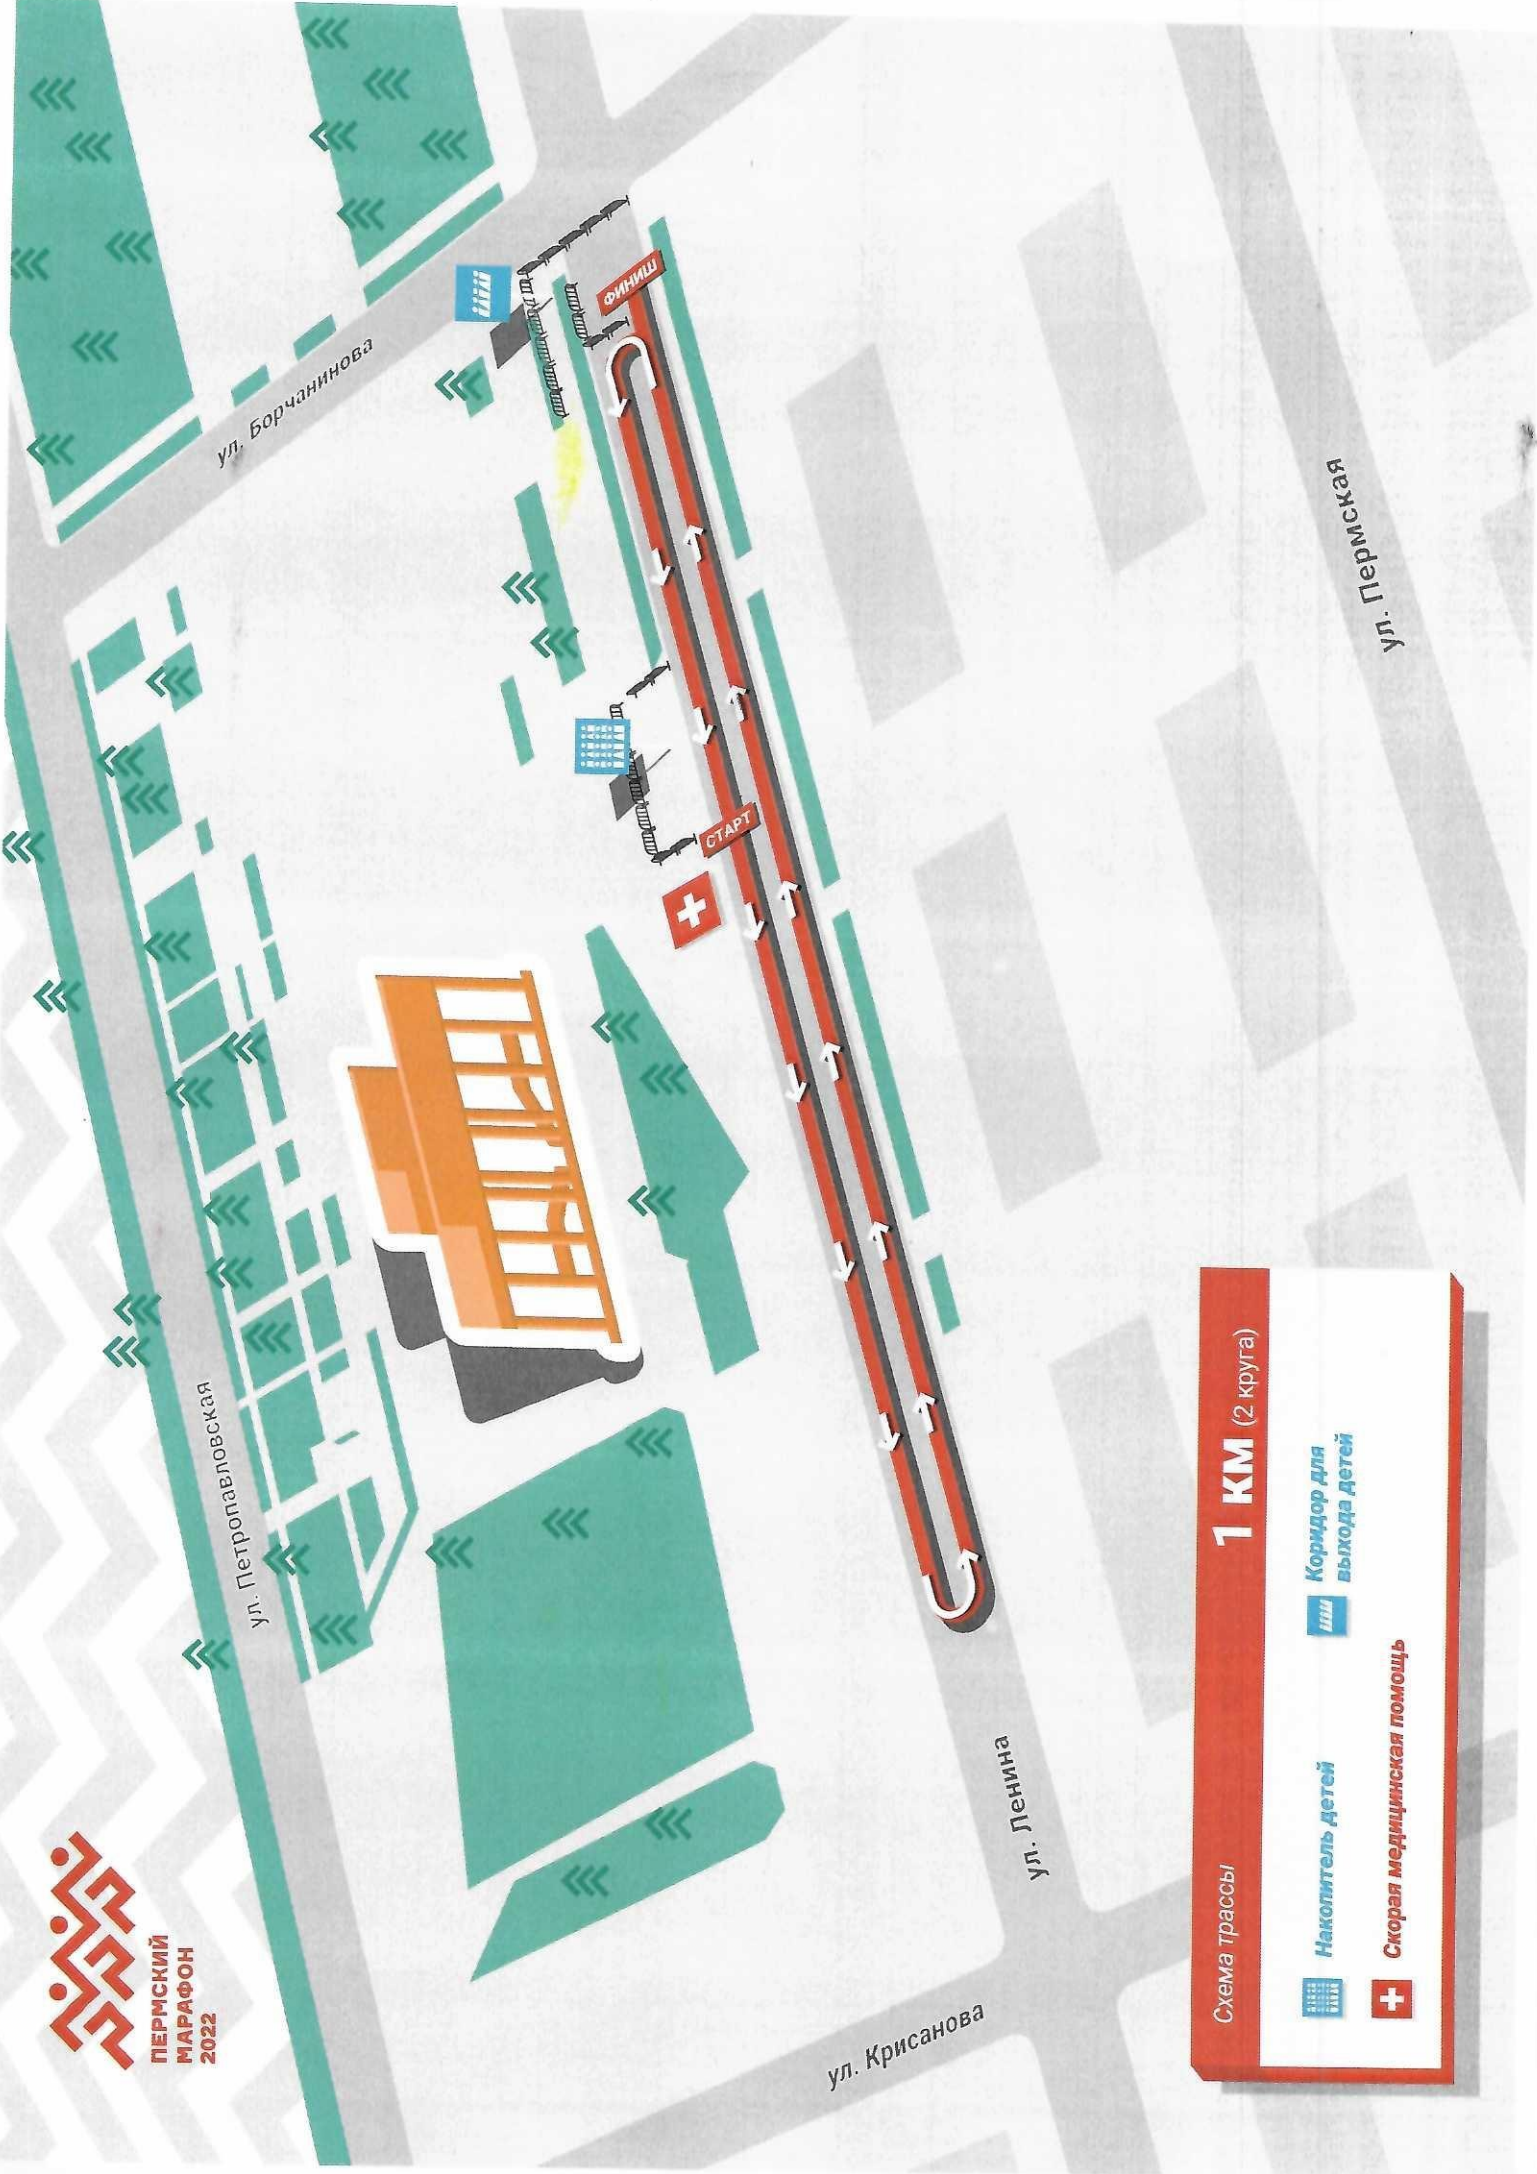 ПЕРМСКИЙ
МАРАФОН
2022
ул. Петропавловская
ул. Борчанинова
ФИНИШ
СТАРТ
ул. Крисанова
ул. Ленина
ул. Пермская
Схема трассы 1 КМ (2 круга)
Накопитель детей
Коридор для
выхода детей
Скорая медицинская помощь